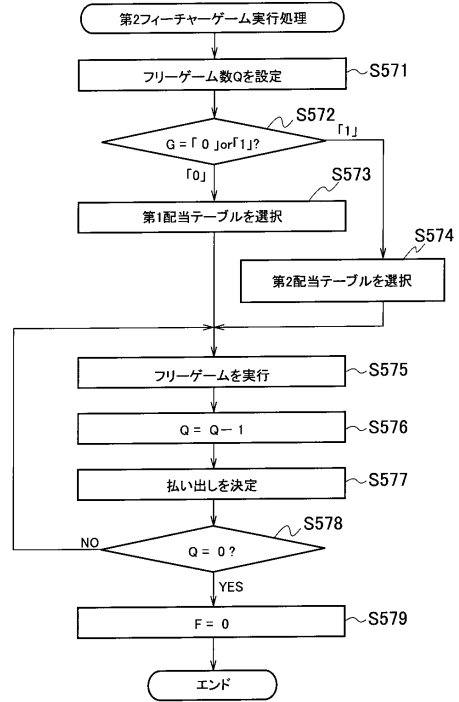 第2フィーチャーゲーム実行処理
フリーゲーム数Qを設定
S571
S572
G =「 0 」or「1」?
「1」
「0」
S573
第1配当テーブルを選択
S574
第2配当テーブルを選択
フリーゲームを実行
S575
Q = Q − 1
S576
払い出しを決定
S577
S578
Q = 0 ?
NO
YES
F = 0
S579
エンド